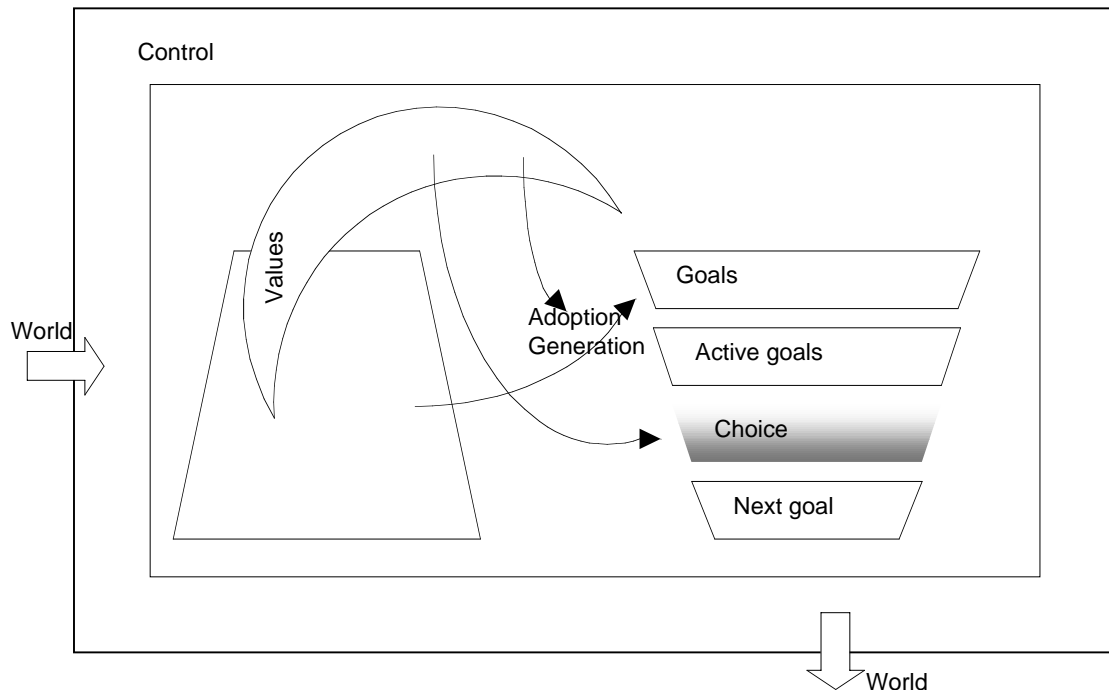 Control
Values
World
Adoption
Generation
Goals
Active goals
Choice
Next goal
World